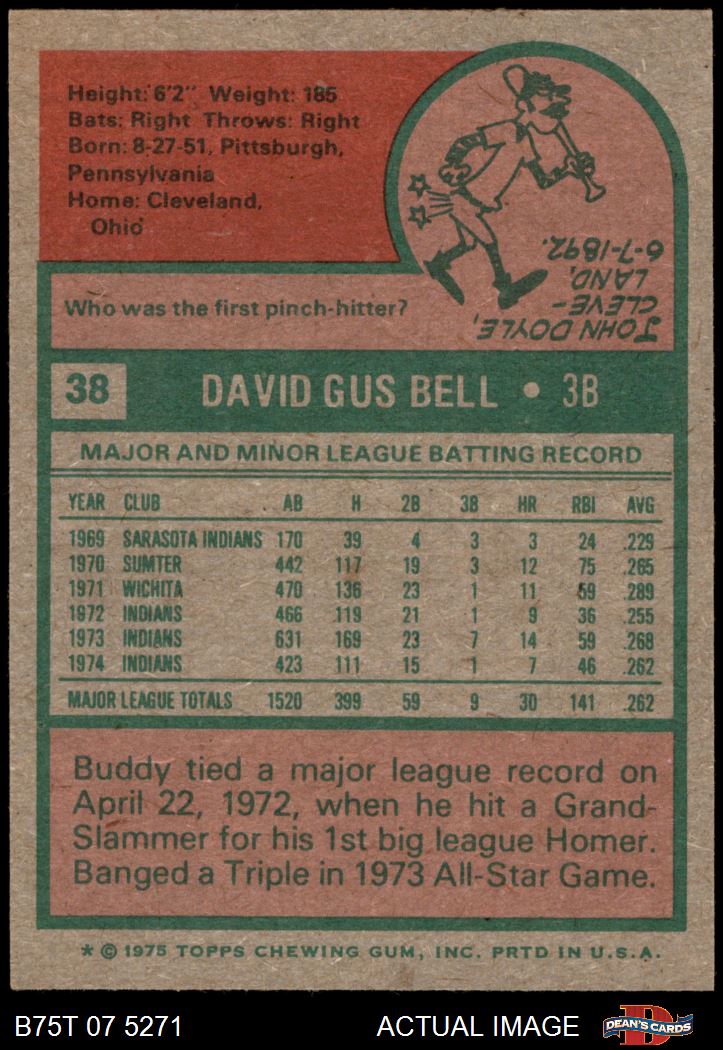 Height: 6'2" Weight: 185
Bats: Right Throws: Right
Born: 8-27-51, Pittsburgh,
Pennsylvania
Home: Cleveland,
Ohio
Who was the first pinch-hitter?
JOHN DOYLE,
CLEVE-
LAND,
6-7-1892.
38 DAVID GUS BELL • 3B
MAJOR AND MINOR LEAGUE BATTING RECORD
YEAR CLUB AB H 2B 3B HR RBI AVG
1969 SARASOTA INDIANS 170 39 4 3 3 24 .229
1970 SUMTER 442 117 19 3 12 75 .265
1971 WICHITA 470 136 23 1 11 59 .289
1972 INDIANS 466 119 21 1 9 36 .255
1973 INDIANS 631 169 23 7 14 59 .268
1974 INDIANS 423 111 15 1 7 46 .262
MAJOR LEAGUE TOTALS 1520 399 59 9 30 141 .262
Buddy tied a major league record on
April 22, 1972, when he hit a Grand-
Slammer for his 1st big league Homer.
Banged a Triple in 1973 All-Star Game.
* © 1975 TOPPS CHEWING GUM, INC. PRTD IN U.S.A.
B75T 07 5271 ACTUAL IMAGE DEAN'S CARDS